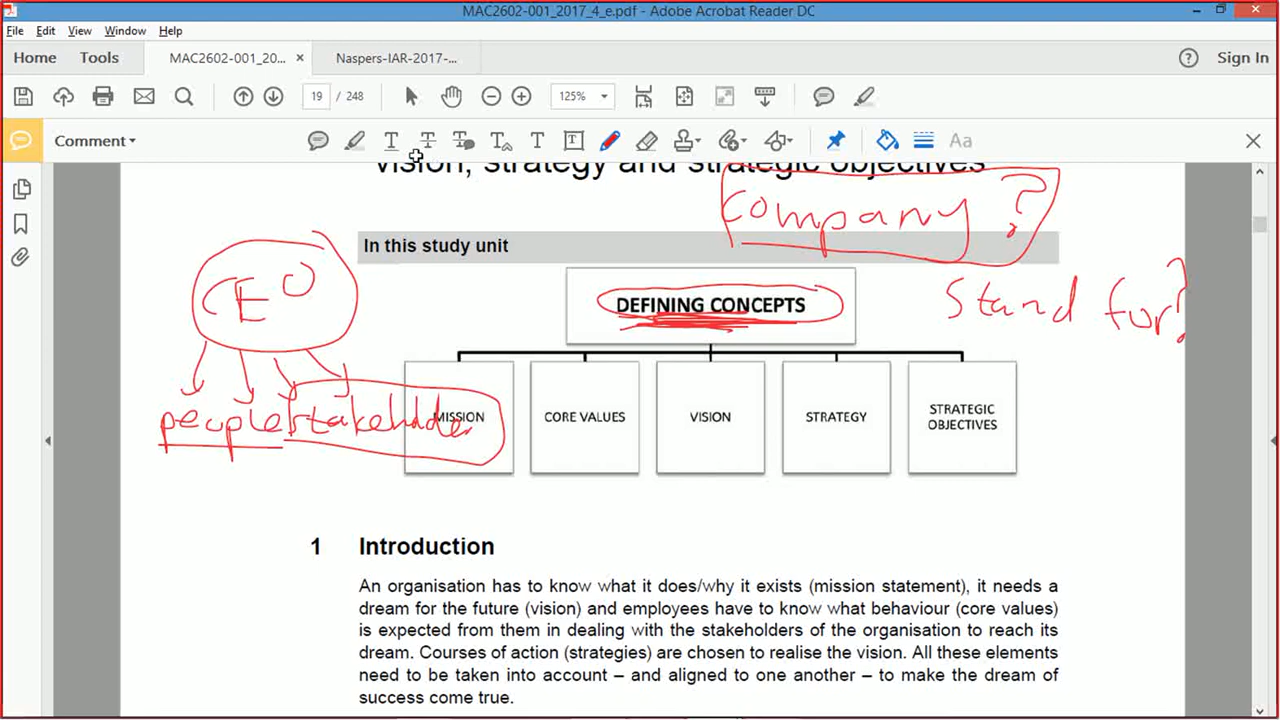 MAC2602-001_2017_4_e.pdf - Adobe Acrobat Reader DC
File Edit View Window Help
Home Tools MAC2602-001_20... × Naspers-IAR-2017-... Sign In
19 / 248 125%
Comment
Vision, strategy and strategic objectives
company?
In this study unit
CEO
DEFINING CONCEPTS
Stand for?
people stakeholder
MISSION CORE VALUES VISION STRATEGY STRATEGIC OBJECTIVES
1 Introduction
An organisation has to know what it does/why it exists (mission statement), it needs a
dream for the future (vision) and employees have to know what behaviour (core values)
is expected from them in dealing with the stakeholders of the organisation to reach its
dream. Courses of action (strategies) are chosen to realise the vision. All these elements
need to be taken into account – and aligned to one another – to make the dream of
success come true.